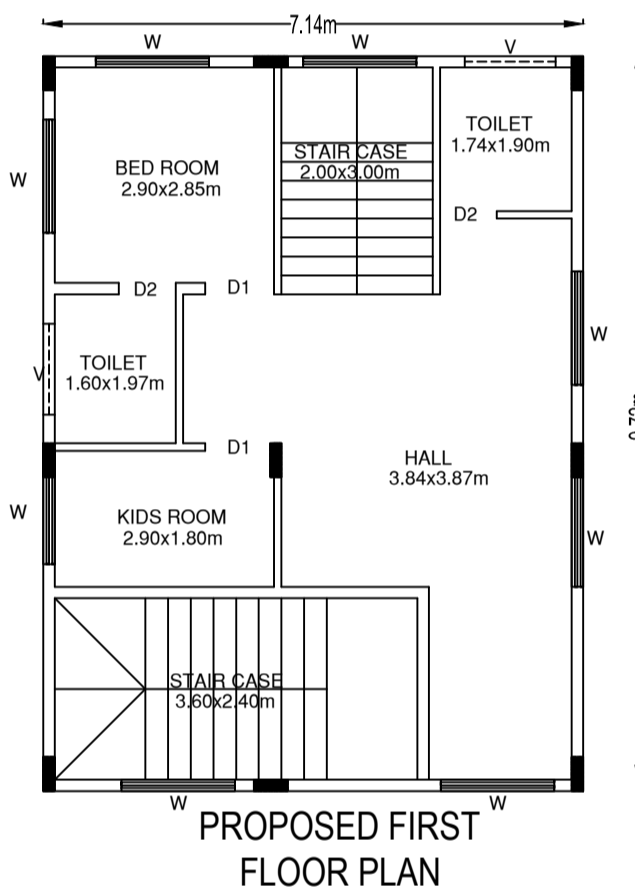 7.14m
W
W
V
TOILET
1.74x1.90m
STAIR CASE
2.00x3.00m
BED ROOM
2.90x2.85m
W
D2
D2
D1
W
TOILET
1.60x1.97m
V
D1
HALL
3.84x3.87m
W
KIDS ROOM
2.90x1.80m
W
STAIR CASE
3.60x2.40m
W
W
PROPOSED FIRST
FLOOR PLAN